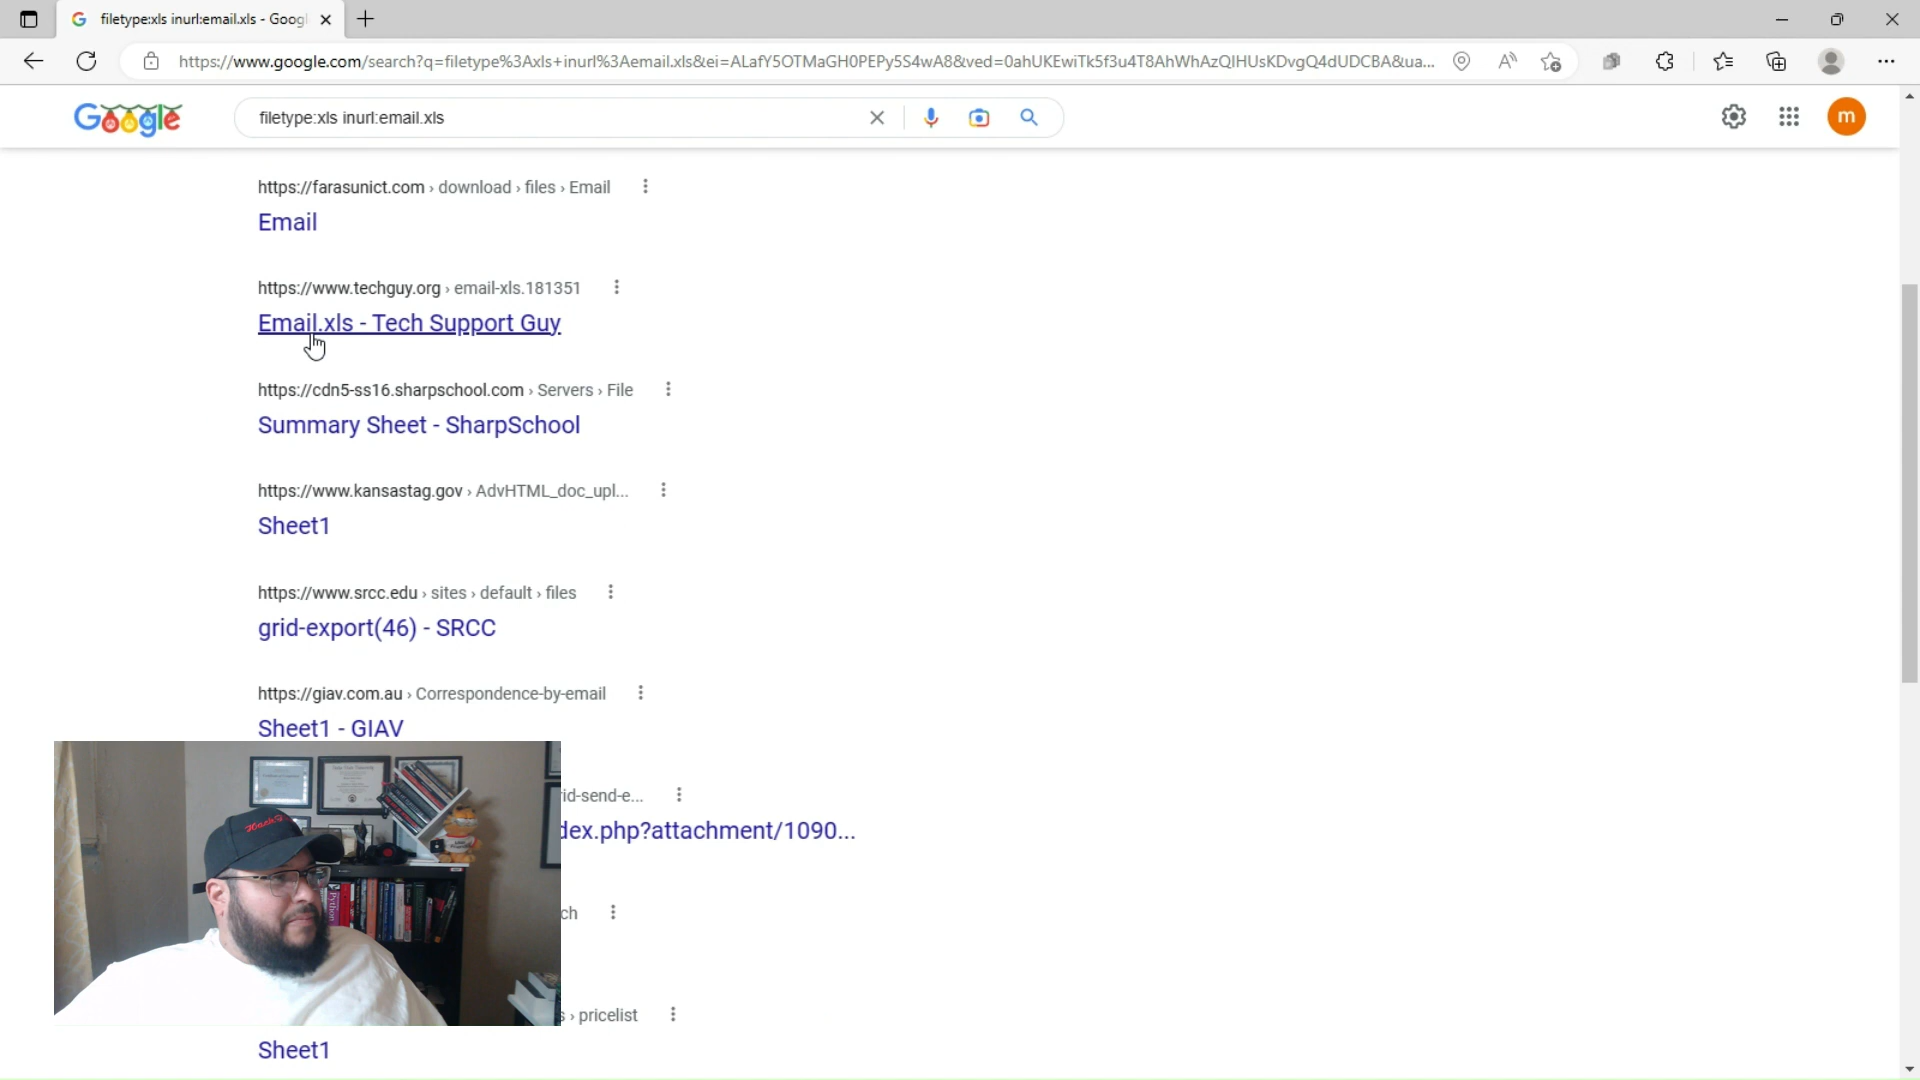 filetype:xls inurl:email.xls - Googl
https://www.google.com/search?q=filetype%3Axls+inurl%3Aemail.xls&ei=ALafY5OTMaGH0PEPy5S4wA8&ved=0ahUKEwiTk5f3u4T8AhWhAzQIHUsKDvgQ4dUDCBA&ua...
Google
filetype:xls inurl:email.xls
m
https://farasunict.com › download › files › Email
Email
https://www.techguy.org › email-xls.181351
Email.xls - Tech Support Guy
https://cdn5-ss16.sharpschool.com › Servers › File
Summary Sheet - SharpSchool
https://www.kansastag.gov › AdvHTML_doc_upl...
Sheet1
https://www.srcc.edu › sites › default › files
grid-export(46) - SRCC
https://giav.com.au › Correspondence-by-email
Sheet1 - GIAV
id-send-e...
dex.php?attachment/1090...
ch
s › pricelist
Sheet1
Python